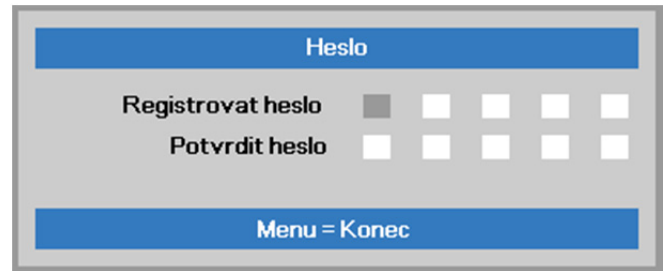 Heslo
Registrovat heslo
Potvrdit heslo
Menu = Konec